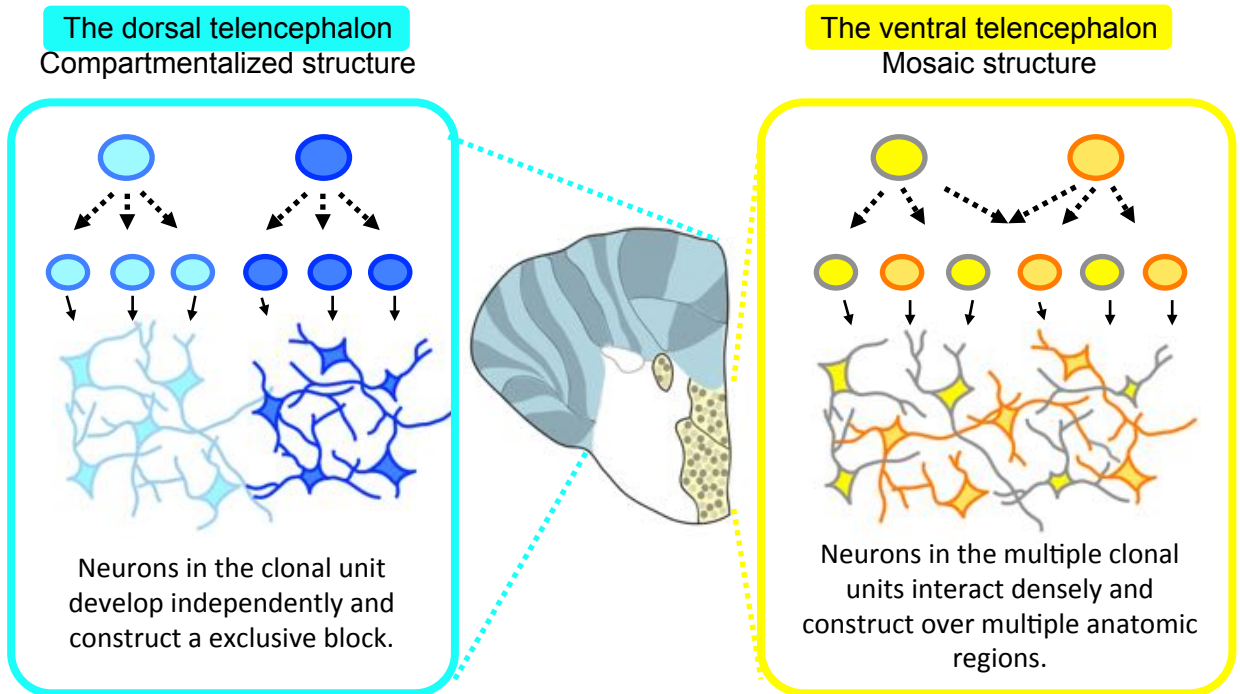 The dorsal telencephalon
Compartmentalized structure
Neurons in the clonal unit
develop independently and
construct a exclusive block.
The ventral telencephalon
Mosaic structure
Neurons in the multiple clonal
units interact densely and
construct over multiple anatomic
regions.